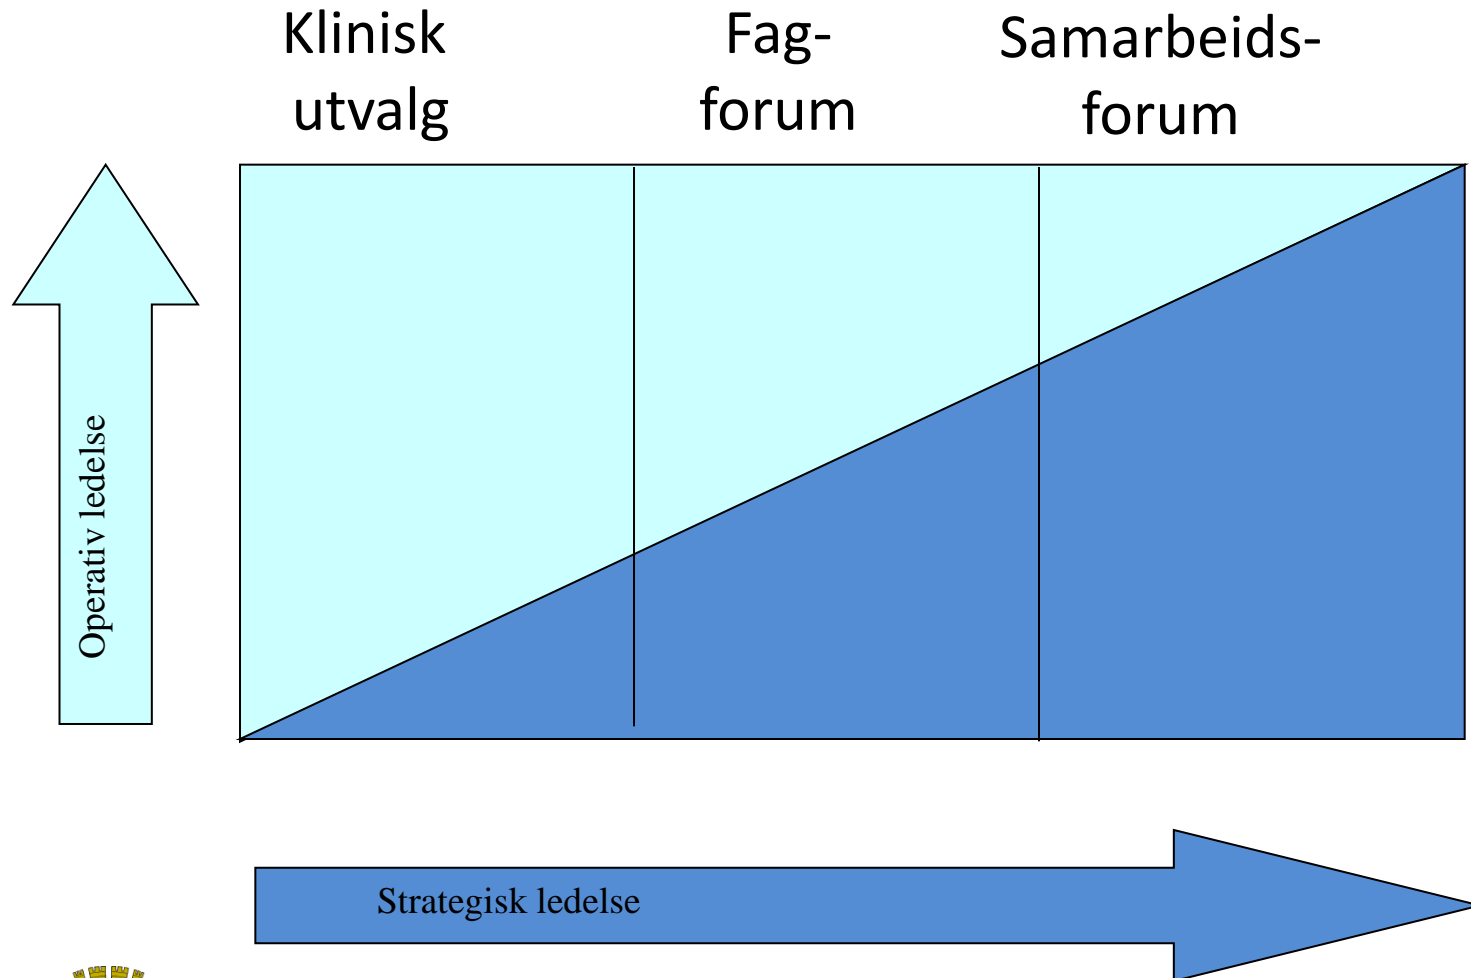 Klinisk
utvalg
Fag-
forum
Samarbeids-
forum
Operativ ledelse
Strategisk ledelse